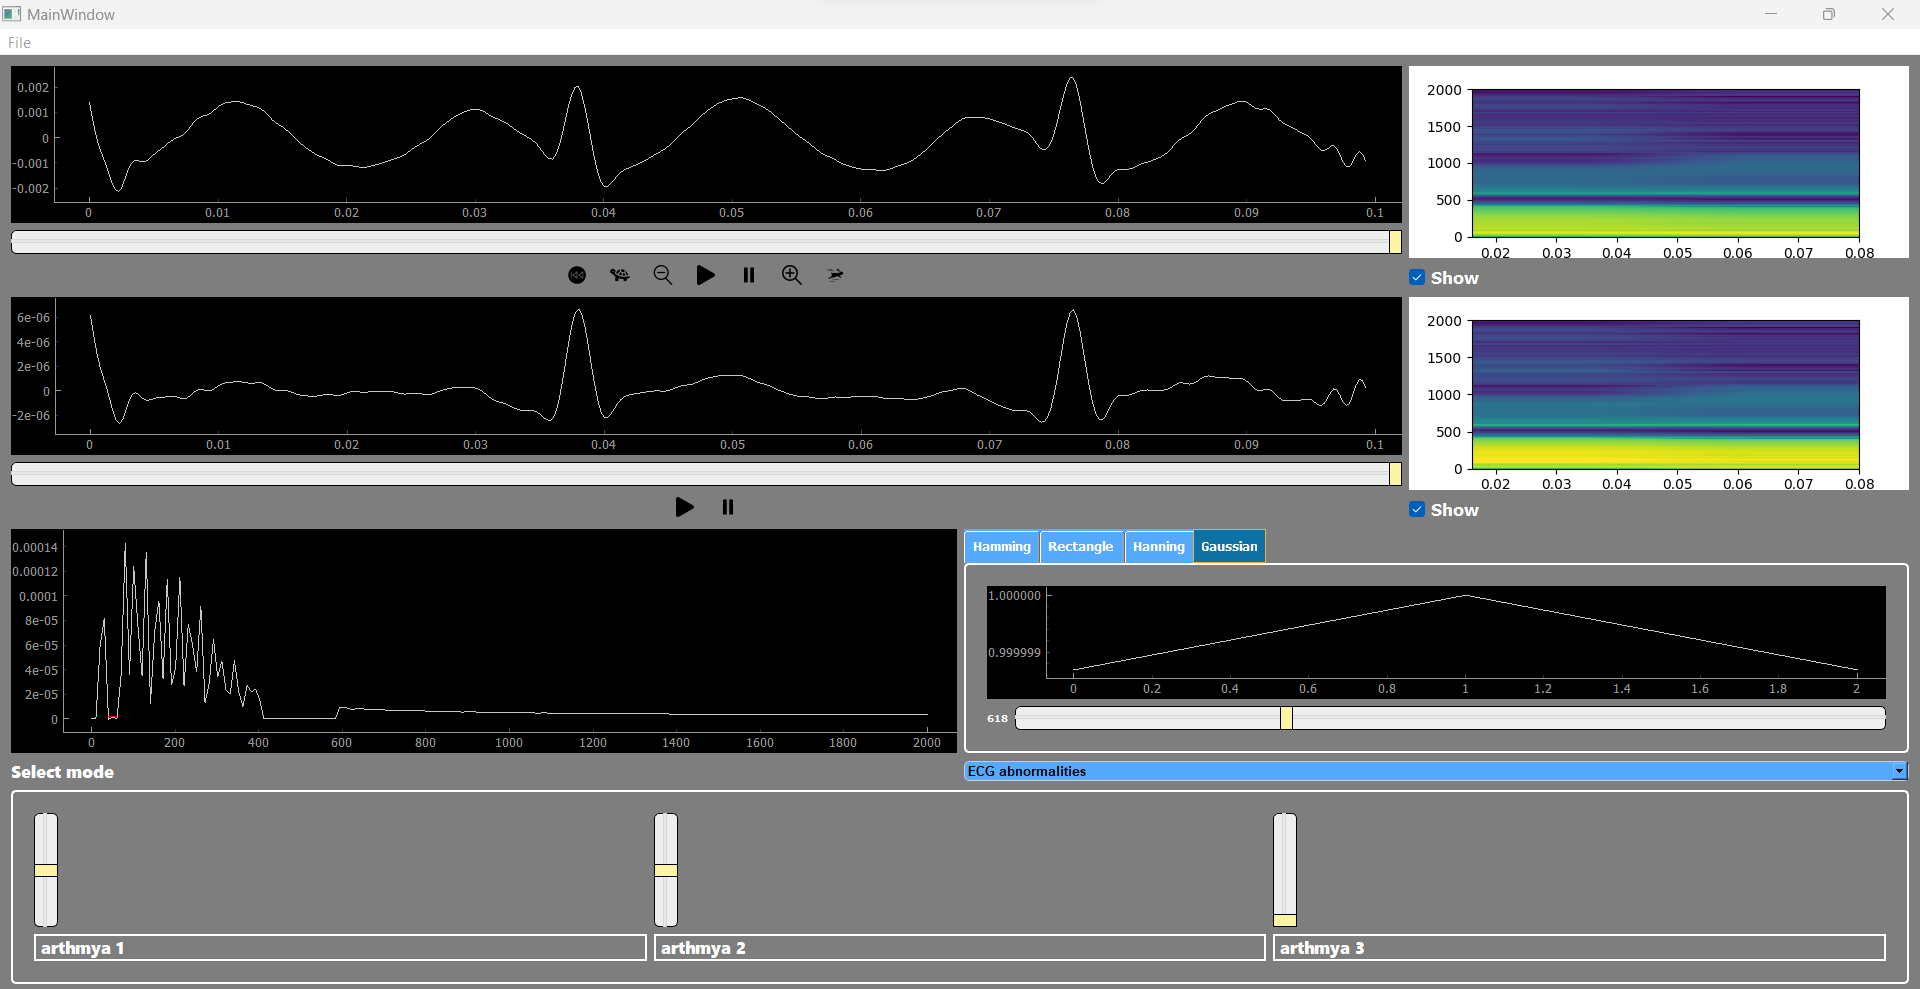 MainWindow
File
0.002
0.001
0
-0.001
-0.002
0 0.01 0.02 0.03 0.04 0.05 0.06 0.07 0.08 0.09 0.1
2000
1500
1000
500
0
0.02 0.03 0.04 0.05 0.06 0.07 0.08
Show
6e-06
4e-06
2e-06
0
-2e-06
0 0.01 0.02 0.03 0.04 0.05 0.06 0.07 0.08 0.09 0.1
2000
1500
1000
500
0
0.02 0.03 0.04 0.05 0.06 0.07 0.08
Show
0.00014
0.00012
0.0001
8e-05
6e-05
4e-05
2e-05
0
0 200 400 600 800 1000 1200 1400 1600 1800 2000
Hamming Rectangle Hanning Gaussian
1.000000
0.999999
0 0.2 0.4 0.6 0.8 1 1.2 1.4 1.6 1.8 2
618
Select mode
ECG abnormalities
arthmya 1
arthmya 2
arthmya 3